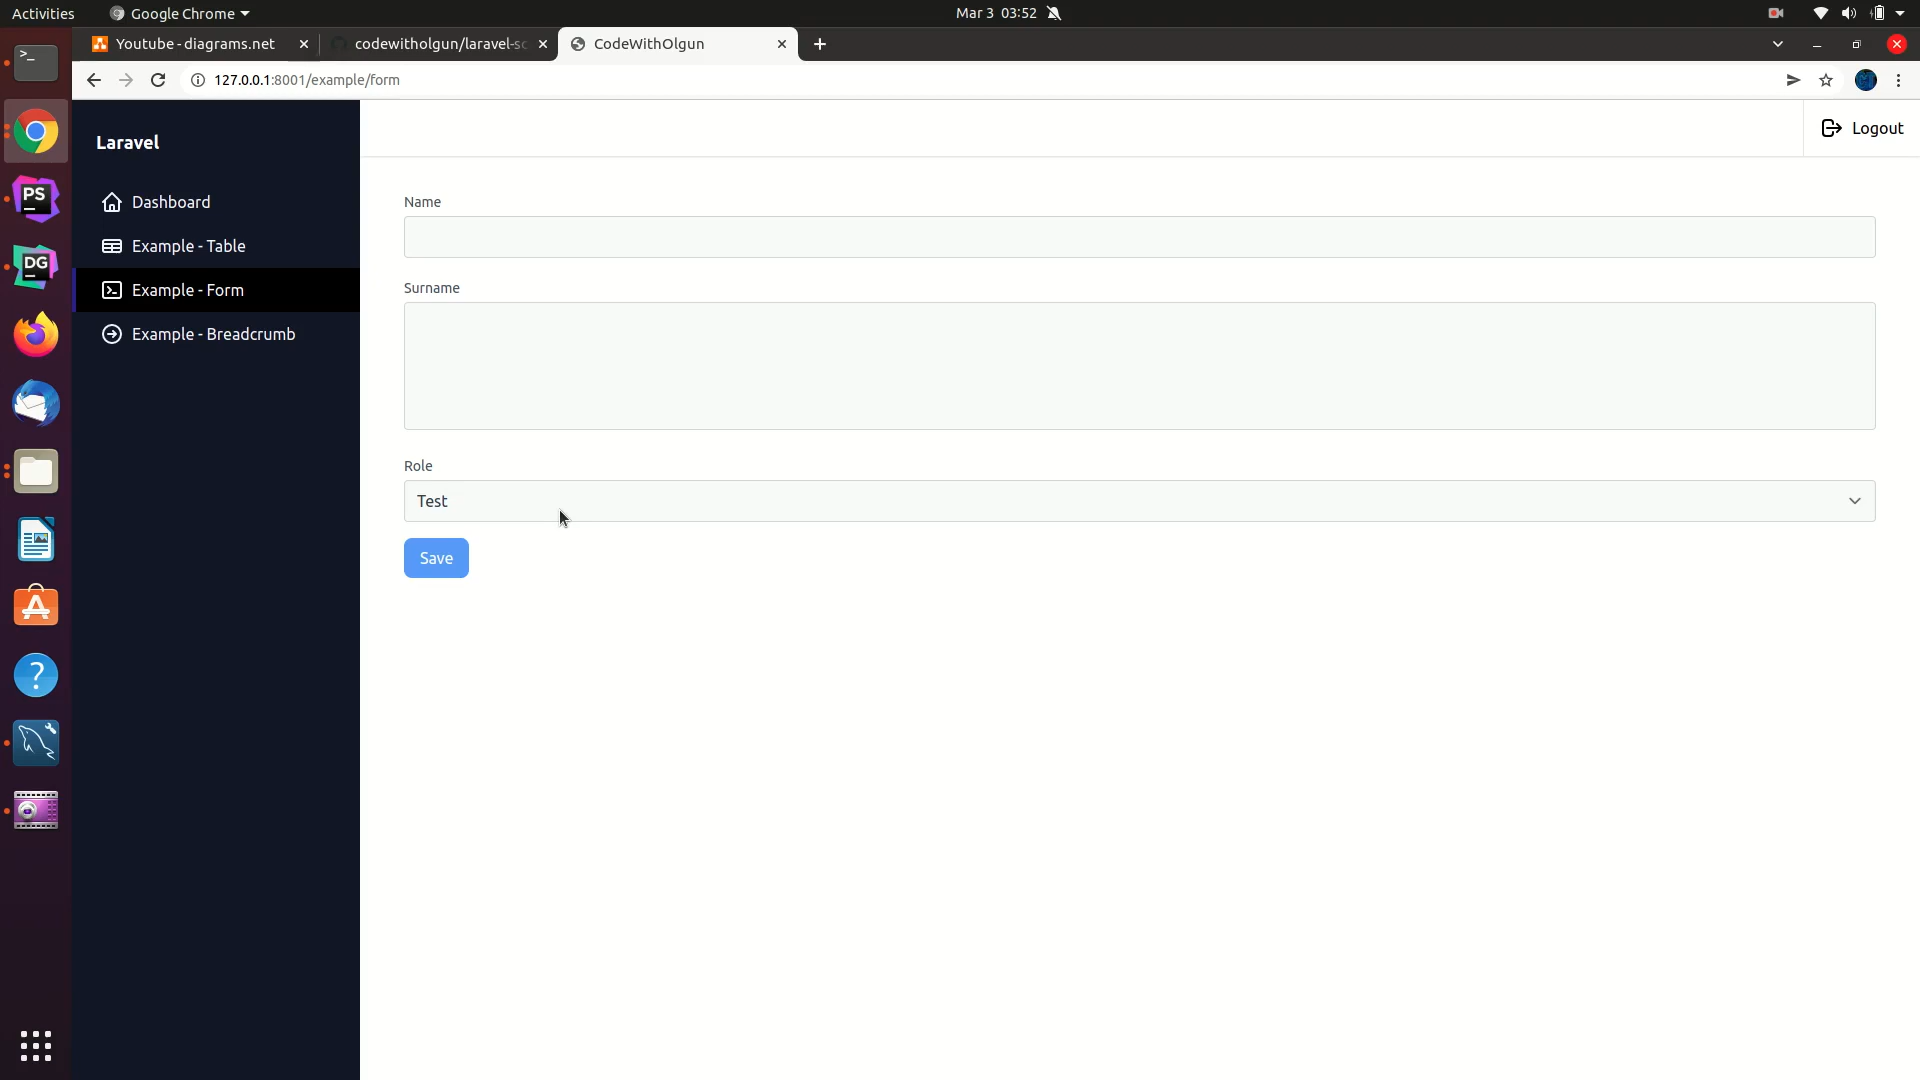 Activities
Google Chrome
Mar 3 03:52
Youtube - diagrams.net
codewitholgun/laravel-sc
CodeWithOlgun
127.0.0.1:8001/example/form
Laravel
Logout
Dashboard
Example - Table
Example - Form
Example - Breadcrumb
Name
Surname
Role
Test
Save
>_
PS
DG
?